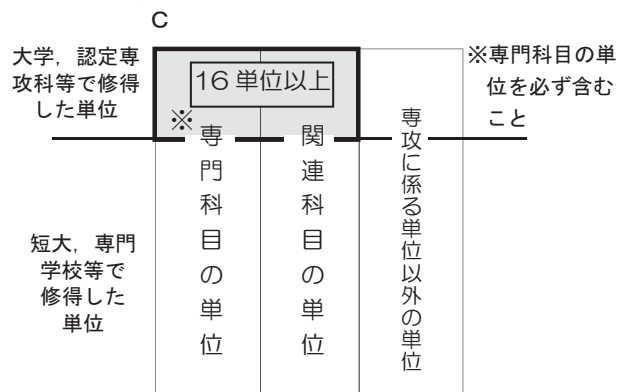 C
大学，認定専
攻科等で修得
した単位
16単位以上
※専門科目の単
位を必ず含む
こと
※
専門科目の単位
関連科目の単位
専攻に係る単位以外の単位
短大，専門
学校等で
修得した
単位